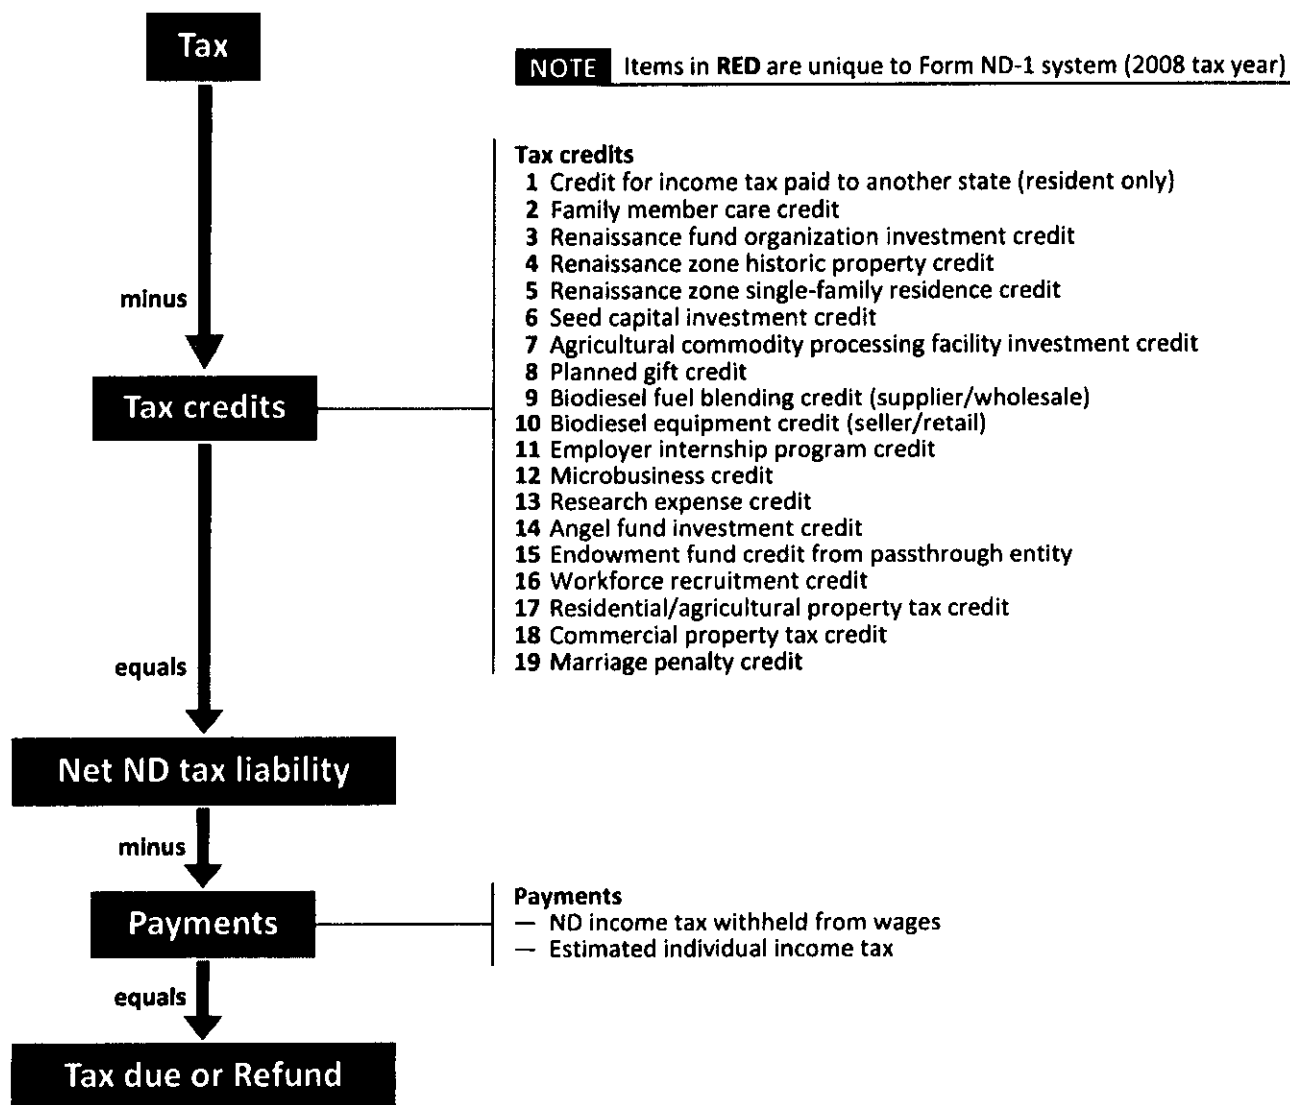 Tax
NOTE Items in RED are unique to Form ND-1 system (2008 tax year)
minus
Tax credits
Tax credits
1 Credit for income tax paid to another state (resident only)
2 Family member care credit
3 Renaissance fund organization investment credit
4 Renaissance zone historic property credit
5 Renaissance zone single-family residence credit
6 Seed capital investment credit
7 Agricultural commodity processing facility investment credit
8 Planned gift credit
9 Biodiesel fuel blending credit (supplier/wholesale)
10 Biodiesel equipment credit (seller/retail)
11 Employer internship program credit
12 Microbusiness credit
13 Research expense credit
14 Angel fund investment credit
15 Endowment fund credit from passthrough entity
16 Workforce recruitment credit
17 Residential/agricultural property tax credit
18 Commercial property tax credit
19 Marriage penalty credit
equals
Net ND tax liability
minus
Payments
Payments
— ND income tax withheld from wages
— Estimated individual income tax
equals
Tax due or Refund